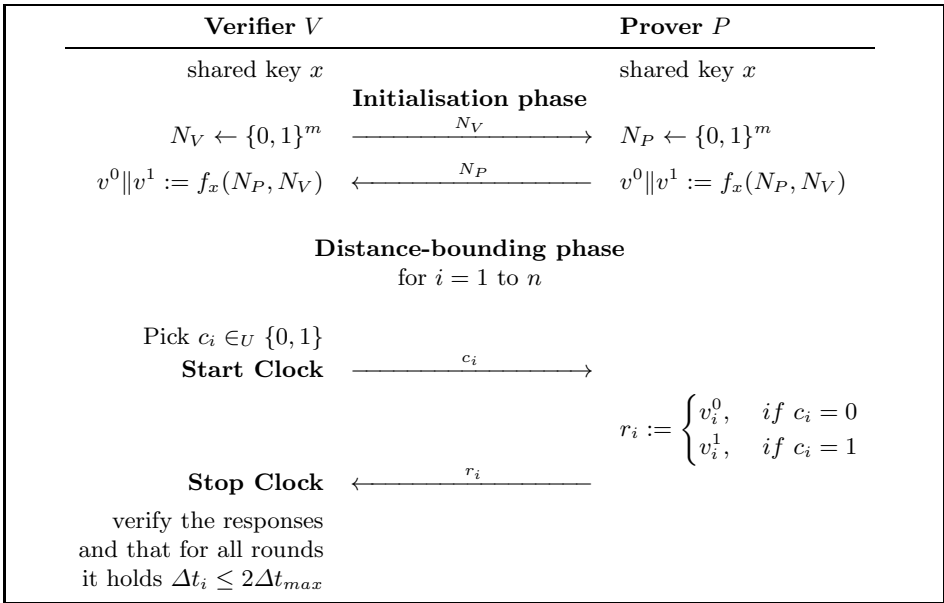 Verifier V Prover P
shared key x shared key x
Initialisation phase
N_V ← {0, 1}^m N_V N_P ← {0, 1}^m
v^0‖v^1 := f_x(N_P, N_V) N_P v^0‖v^1 := f_x(N_P, N_V)
Distance-bounding phase
for i = 1 to n
Pick c_i ∈_U {0, 1}
Start Clock c_i
r_i := { v_i^0, if c_i = 0
v_i^1, if c_i = 1
Stop Clock r_i
verify the responses
and that for all rounds
it holds Δt_i ≤ 2Δt_max